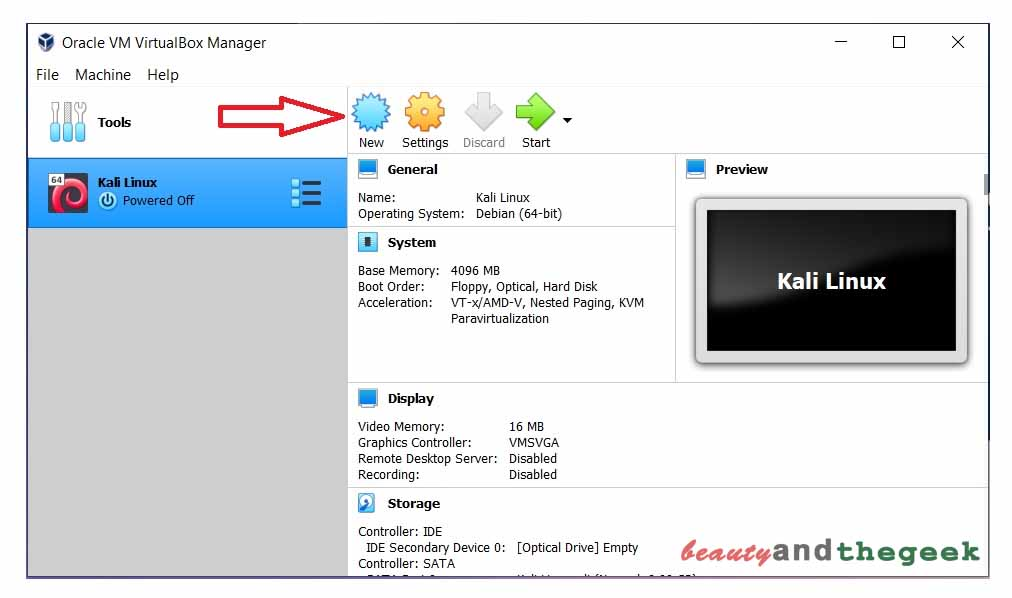 Oracle VM VirtualBox Manager
File Machine Help
Tools
New Settings Discard Start
64
Kali Linux
Powered Off
General
Name: Kali Linux
Operating System: Debian (64-bit)
Preview
Kali Linux
System
Base Memory: 4096 MB
Boot Order: Floppy, Optical, Hard Disk
Acceleration: VT-x/AMD-V, Nested Paging, KVM
Paravirtualization
Display
Video Memory: 16 MB
Graphics Controller: VMSVGA
Remote Desktop Server: Disabled
Recording: Disabled
Storage
Controller: IDE
IDE Secondary Device 0: [Optical Drive] Empty
Controller: SATA
beautyandthegeek